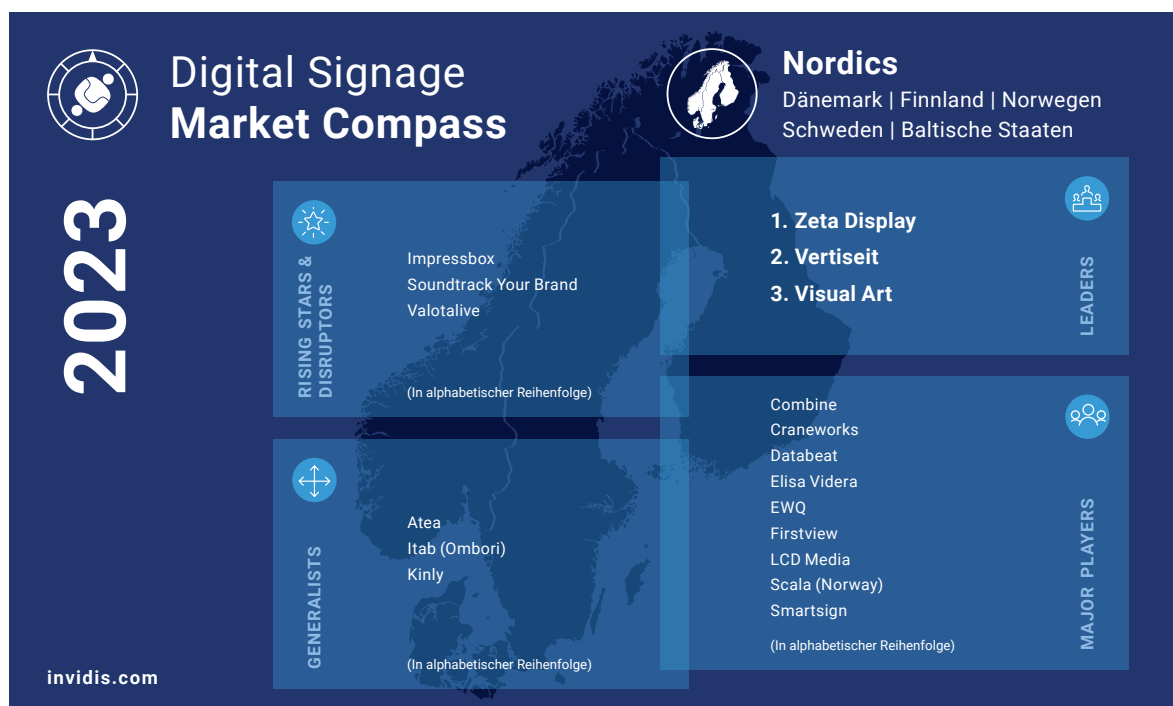 Digital Signage
Market Compass
Nordics
Dänemark | Finnland | Norwegen
Schweden | Baltische Staaten
2023
RISING STARS &
DISRUPTORS
Impressbox
Soundtrack Your Brand
Valotalive
(In alphabetischer Reihenfolge)
1. Zeta Display
2. Vertiseit
3. Visual Art
LEADERS
GENERALISTS
Atea
Itab (Ombori)
Kinly
(In alphabetischer Reihenfolge)
Combine
Craneworks
Databeat
Elisa Videra
EWQ
Firstview
LCD Media
Scala (Norway)
Smartsign
(In alphabetischer Reihenfolge)
MAJOR PLAYERS
invidis.com